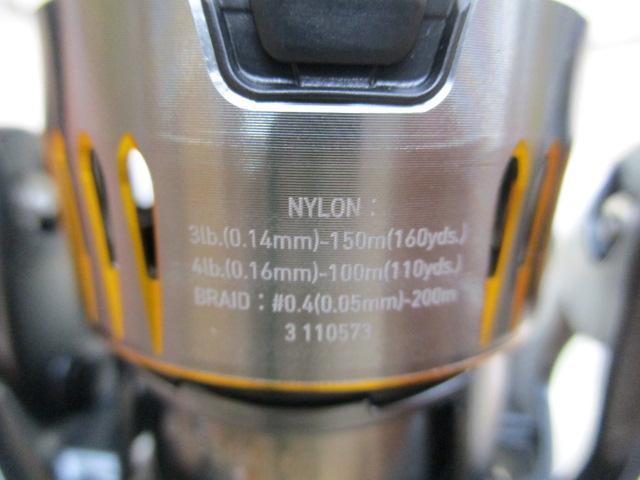 NYLON :
3lb.(0.14mm)-150m(160yds.)
4lb.(0.16mm)-100m(110yds.)
BRAID : #0.4(0.05mm)-200m
3 110573